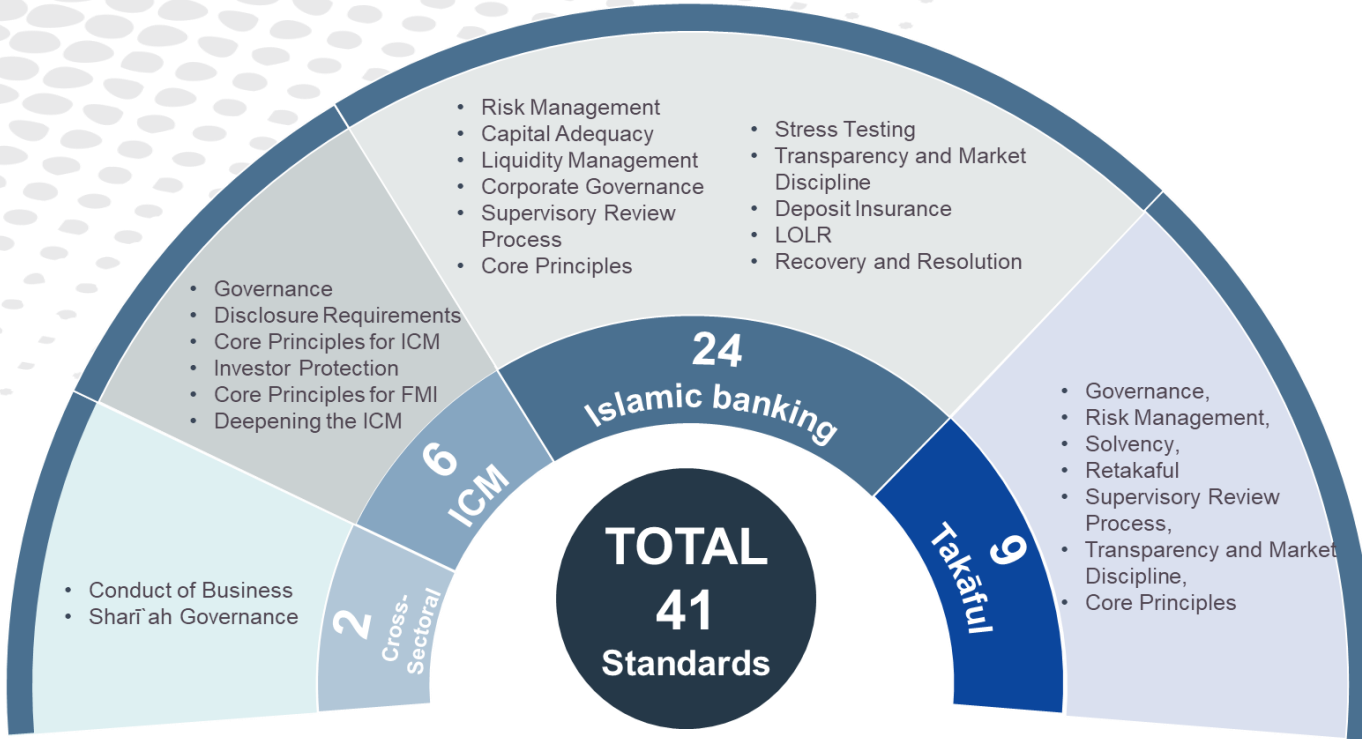 • Risk Management
• Capital Adequacy
• Liquidity Management
• Corporate Governance
• Supervisory Review
Process
• Core Principles
• Stress Testing
• Transparency and Market
Discipline
• Deposit Insurance
• LOLR
• Recovery and Resolution
• Governance
• Disclosure Requirements
• Core Principles for ICM
• Investor Protection
• Core Principles for FMI
• Deepening the ICM
24
Islamic banking
• Governance,
• Risk Management,
• Solvency,
• Retakaful
• Supervisory Review
Process,
• Transparency and Market
Discipline,
• Core Principles
6
ICM
9
Takāful
• Conduct of Business
• Sharī`ah Governance
2
Cross-
Sectoral
TOTAL
41
Standards